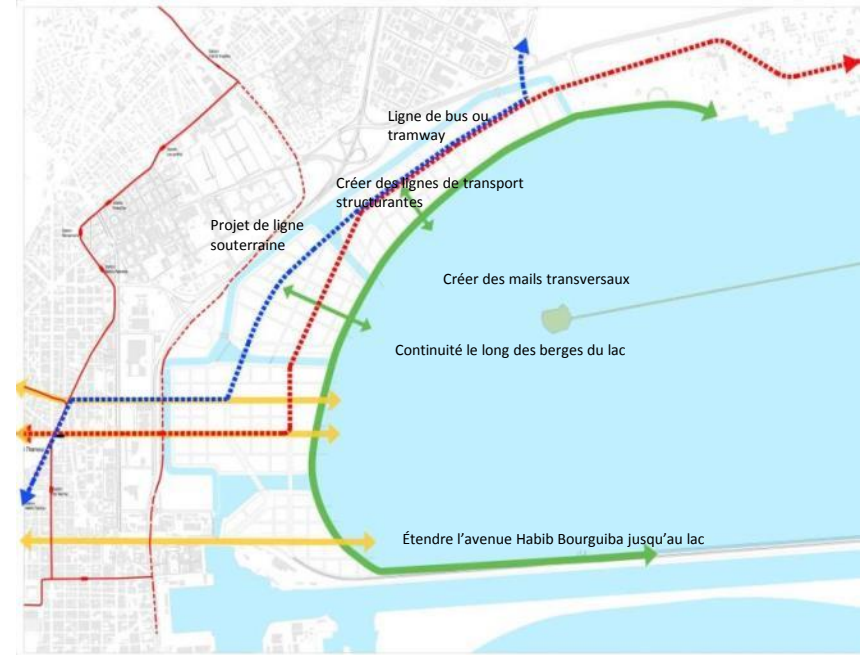 Ligne de bus ou
tramway
Créer des lignes de transport
structurantes
Projet de ligne
souterraine
Créer des mails transversaux
Continuité le long des berges du lac
Étendre l’avenue Habib Bourguiba jusqu’au lac